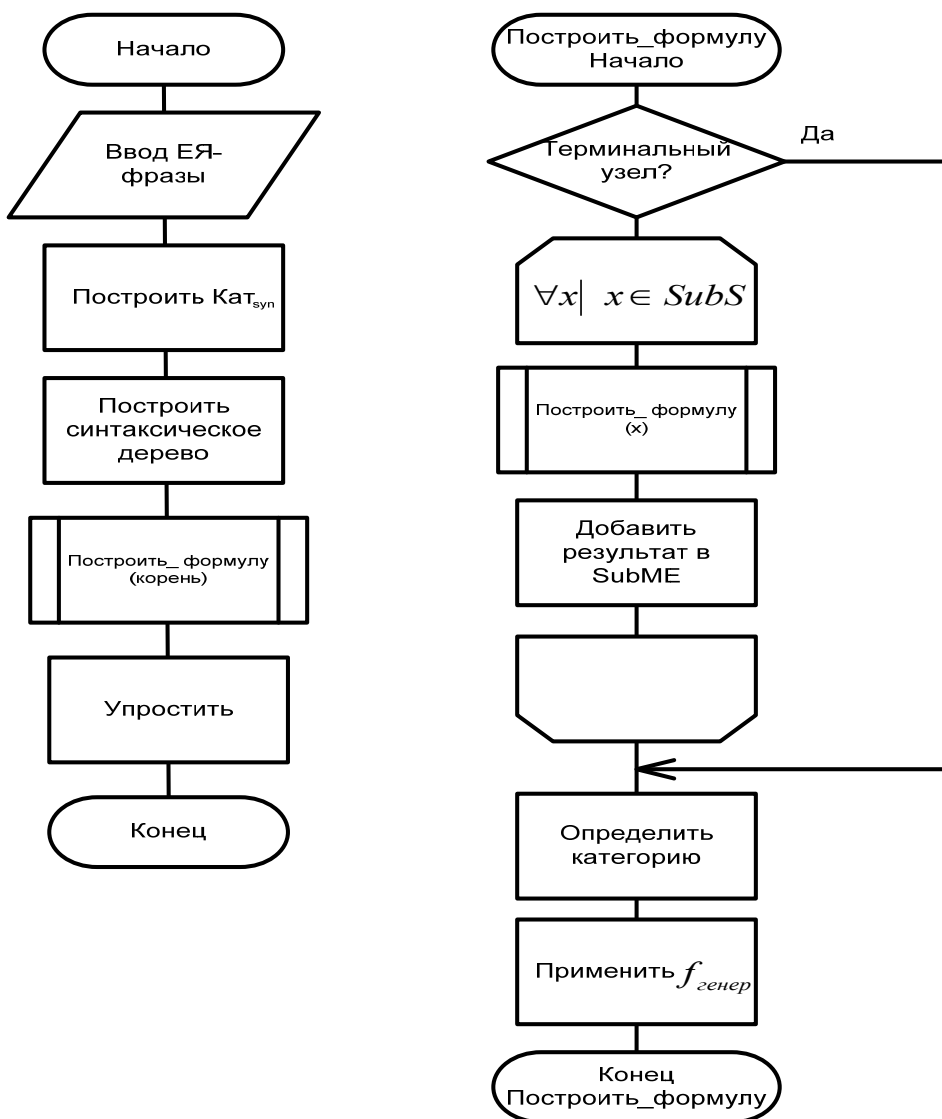 Начало
Ввод ЕЯ-
фразы
Построить Кат_syn
Построить
синтаксическое
дерево
Построить_ формулу
(корень)
Упростить
Конец
Построить_формулу
Начало
Терминальный
узел?
Да
∀x| x ∈ SubS
Построить_ формулу
(x)
Добавить
результат в
SubME
Определить
категорию
Применить f_генер
Конец
Построить_формулу